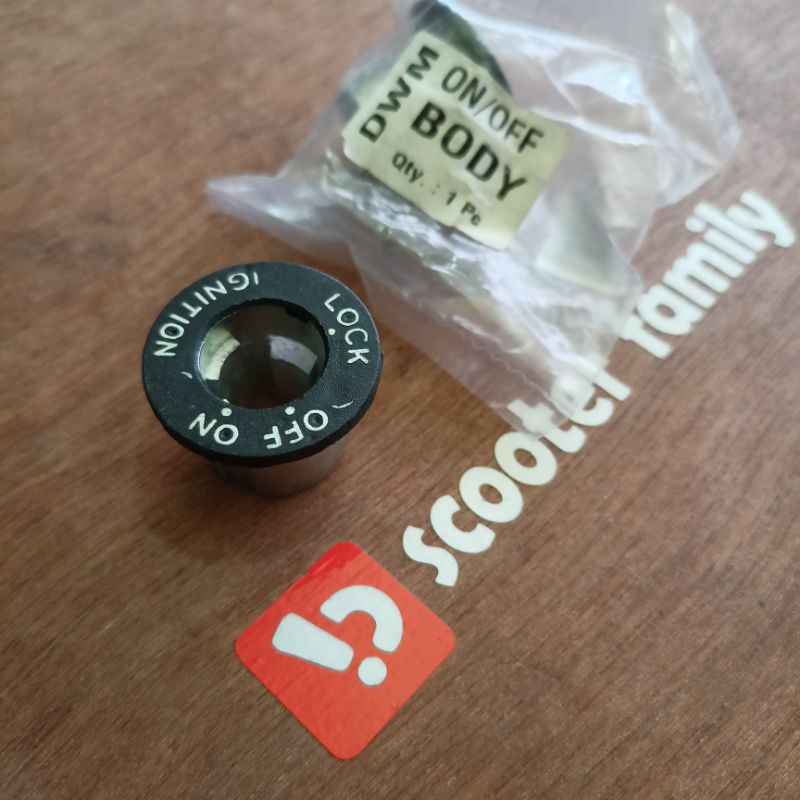 DWM
ON/OFF
BODY
Qty. : 1 Pc
IGNITION
LOCK
OFF
ON
scooter family